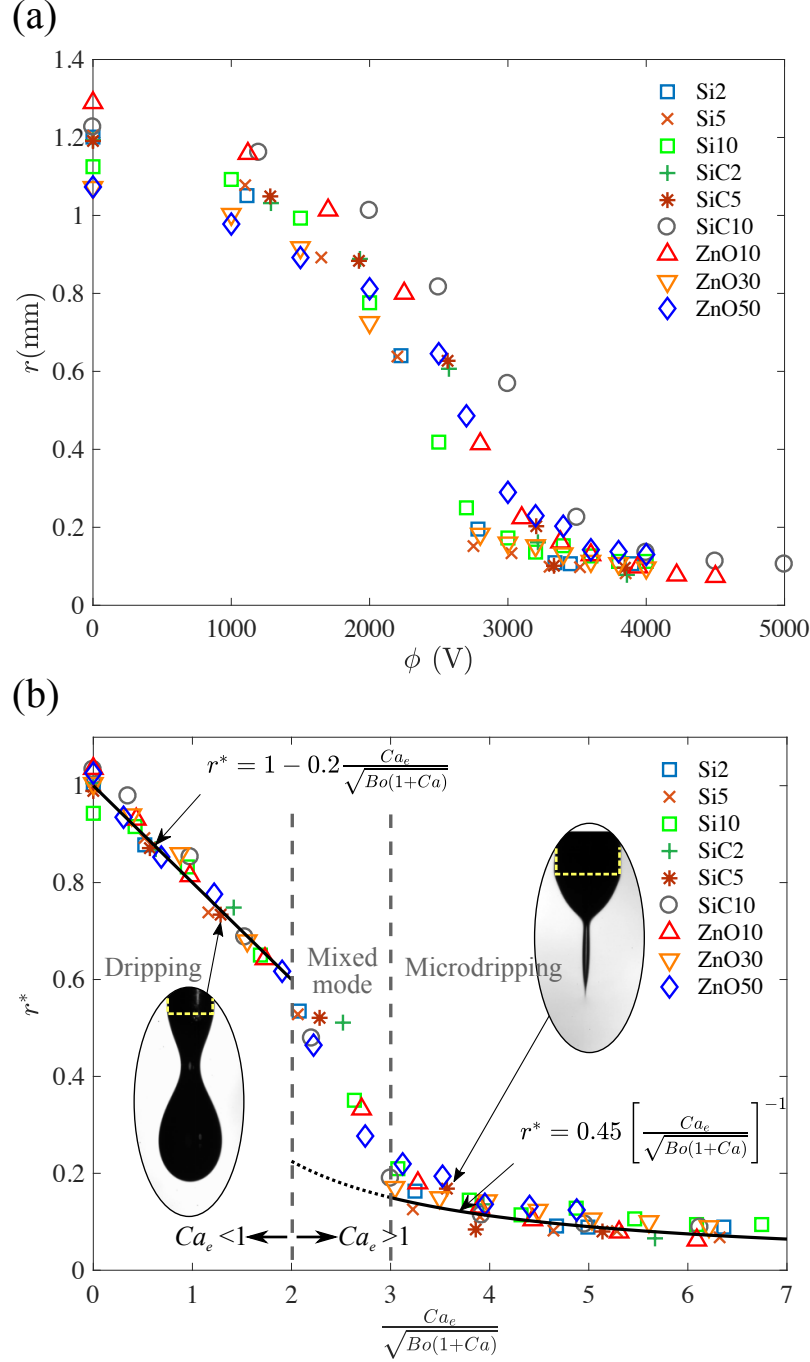 (a)
1.4
1.2
1
0.8
0.6
0.4
0.2
0
r(mm)
0 1000 2000 3000 4000 5000
ϕ (V)
Si2
Si5
Si10
SiC2
SiC5
SiC10
ZnO10
ZnO30
ZnO50
(b)
1
0.8
0.6
0.4
0.2
0
r*
r* = 1 − 0.2 Ca_e / √Bo(1+Ca)
Si2
Si5
Si10
SiC2
SiC5
SiC10
ZnO10
ZnO30
ZnO50
Dripping
Mixed
mode
Microdripping
r* = 0.45 [Ca_e / √Bo(1+Ca)]^−1
Ca_e <1
Ca_e >1
0 1 2 3 4 5 6 7
Ca_e / √Bo(1+Ca)